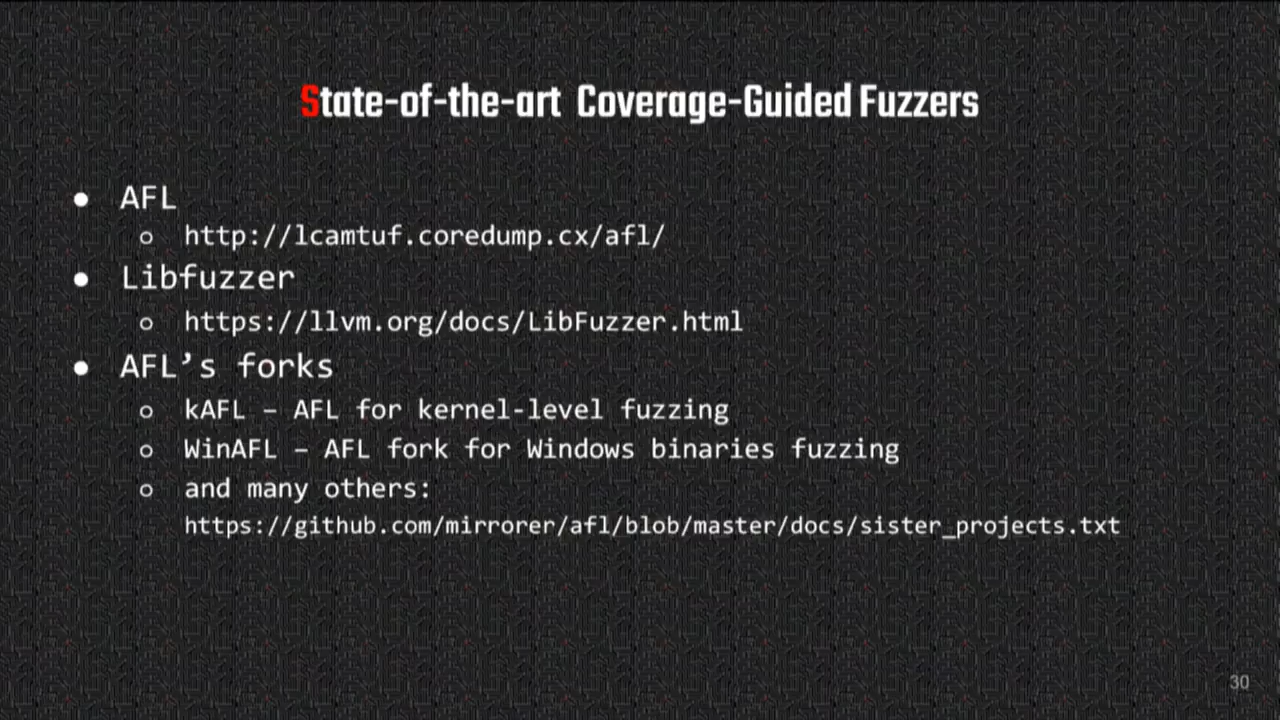 State-of-the-art Coverage-Guided Fuzzers
● AFL
○ http://lcamtuf.coredump.cx/afl/
● Libfuzzer
○ https://llvm.org/docs/LibFuzzer.html
● AFL’s forks
○ kAFL – AFL for kernel-level fuzzing
○ WinAFL – AFL fork for Windows binaries fuzzing
○ and many others:
https://github.com/mirrorer/afl/blob/master/docs/sister_projects.txt
30